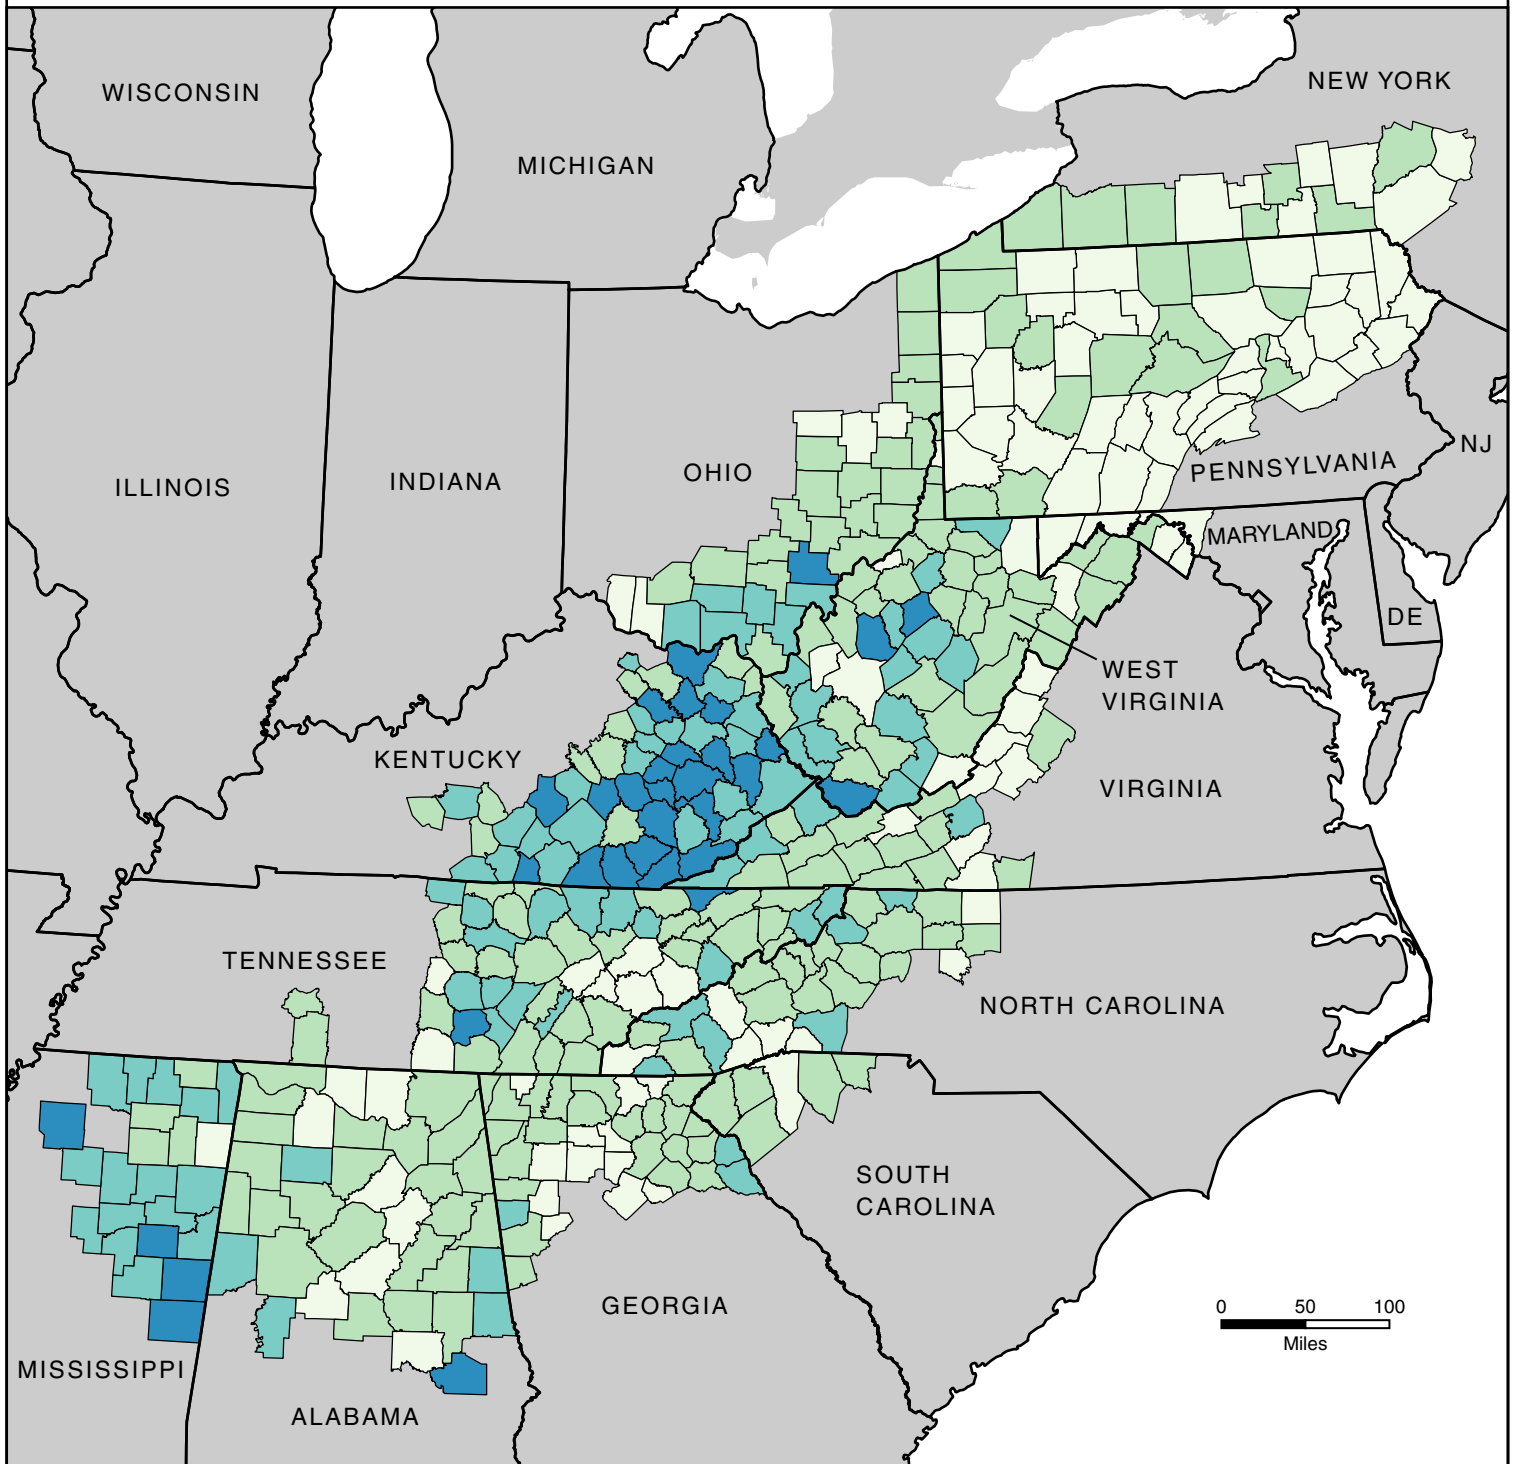 NEW YORK
WISCONSIN
MICHIGAN
NJ
PENNSYLVANIA
OHIO
INDIANA
ILLINOIS
MARYLAND
DE
WEST
VIRGINIA
KENTUCKY
VIRGINIA
TENNESSEE
NORTH CAROLINA
SOUTH
CAROLINA
GEORGIA
0 50 100
Miles
MISSISSIPPI
ALABAMA